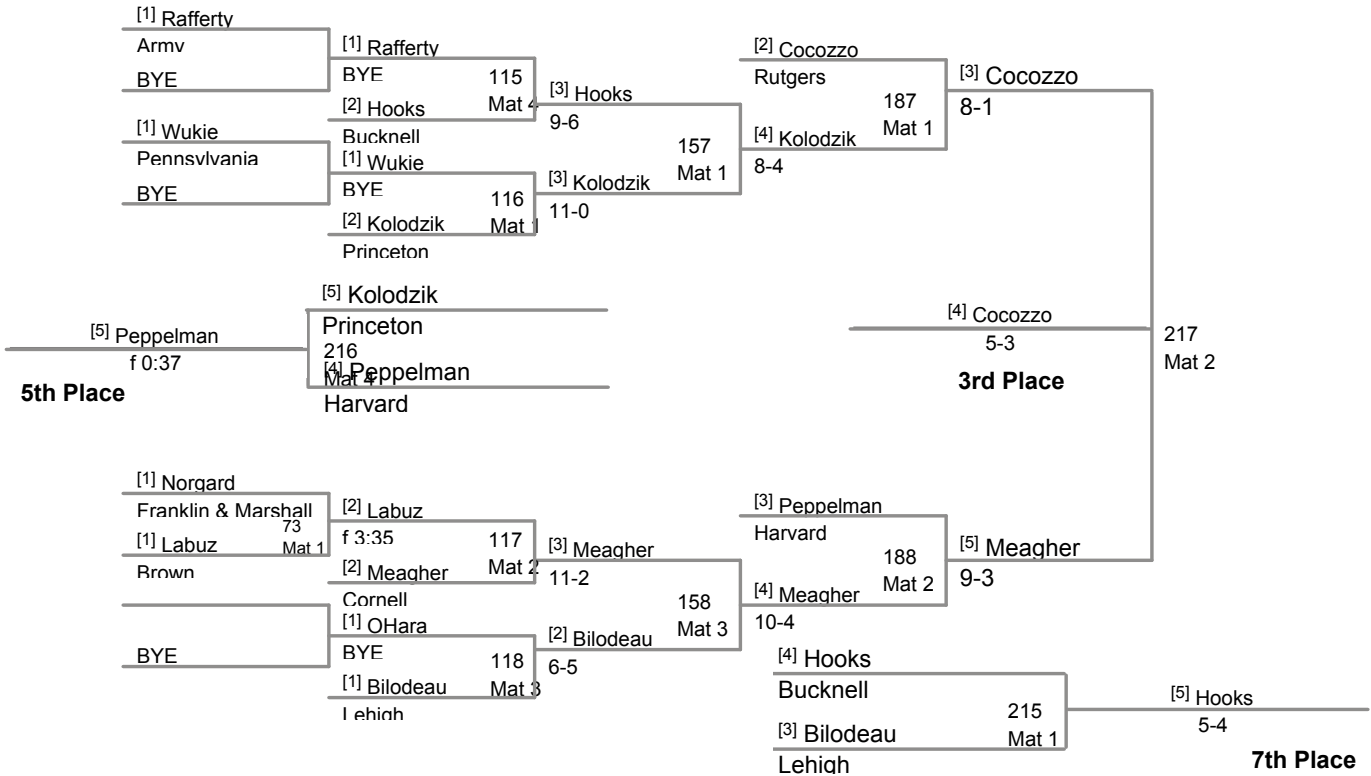 [1] Rafferty
Army
BYE
[1] Rafferty
BYE
115
Mat 4
[2] Hooks
Bucknell
[3] Hooks
9-6
[1] Wukie
Pennsylvania
BYE
[1] Wukie
BYE
116
Mat 1
[2] Kolodzik
Princeton
[3] Kolodzik
11-0
157
Mat 1
[2] Cocozzo
Rutgers
187
Mat 1
[4] Kolodzik
8-4
[3] Cocozzo
8-1
[5] Kolodzik
Princeton
216
Mat 4
[4] Peppelman
Harvard
[5] Peppelman
f 0:37
5th Place
[4] Cocozzo
5-3
3rd Place
217
Mat 2
[1] Norgard
Franklin & Marshall
73
Mat 1
[1] Labuz
Brown
[2] Labuz
f 3:35
117
Mat 2
[2] Meagher
Cornell
[3] Meagher
11-2
BYE
[1] OHara
BYE
118
Mat 3
[1] Bilodeau
Lehigh
[2] Bilodeau
6-5
158
Mat 3
[3] Peppelman
Harvard
188
Mat 2
[4] Meagher
10-4
[5] Meagher
9-3
[4] Hooks
Bucknell
215
Mat 1
[3] Bilodeau
Lehigh
[5] Hooks
5-4
7th Place